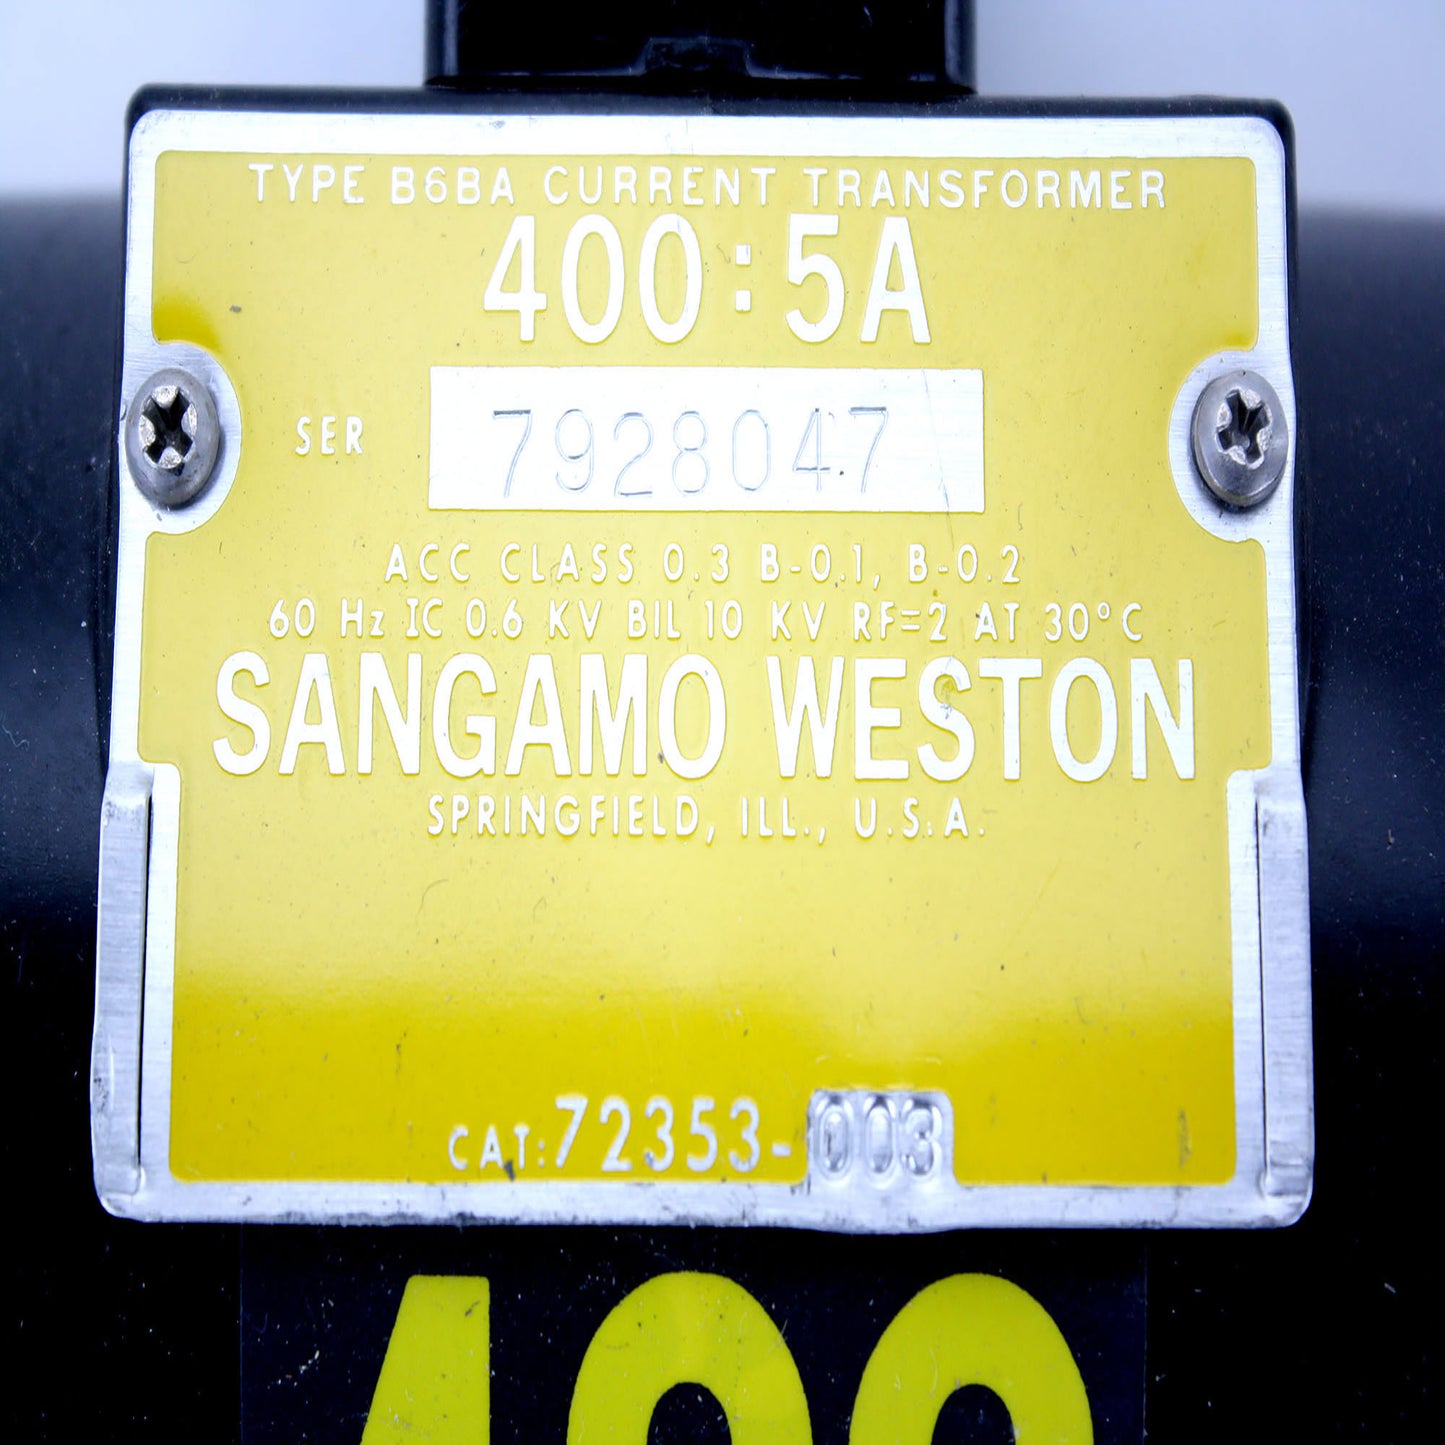 TYPE B6BA CURRENT TRANSFORMER
400:5A
SER 7928047
ACC CLASS 0.3 B-0.1, B-0.2
60 Hz IC 0.6 KV BIL 10 KV RF=2 AT 30°C
SANGAMO WESTON
SPRINGFIELD, ILL., U.S.A.
CAT:72353-003
400